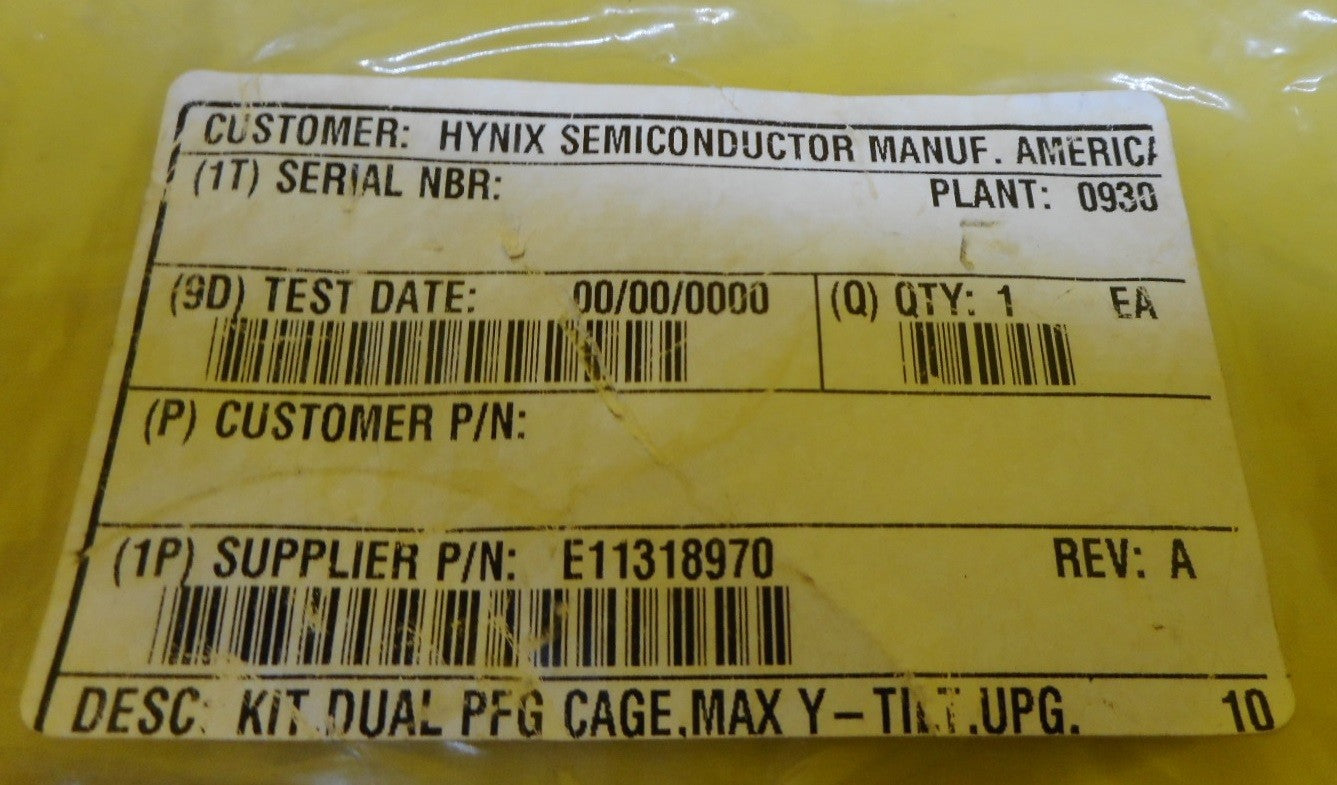 CUSTOMER: HYNIX SEMICONDUCTOR MANUF. AMERICA
(1T) SERIAL NBR: PLANT: 0930
(9D) TEST DATE: 00/00/0000 (Q) QTY: 1 EA
(P) CUSTOMER P/N:
(1P) SUPPLIER P/N: E11318970 REV: A
DESC: KIT,DUAL PFG CAGE,MAX Y-TILT,UPG. 10